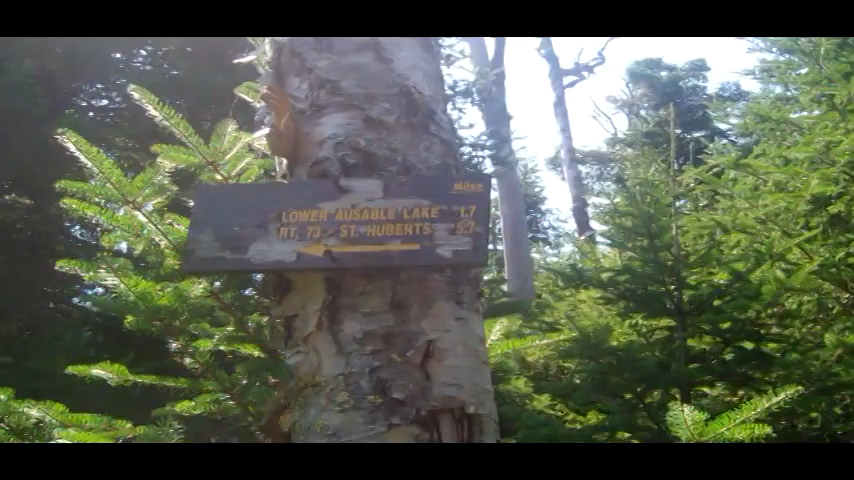 Miles
LOWER AUSABLE LAKE 1.7
RT. 73 - ST. HUBERTS 5.7